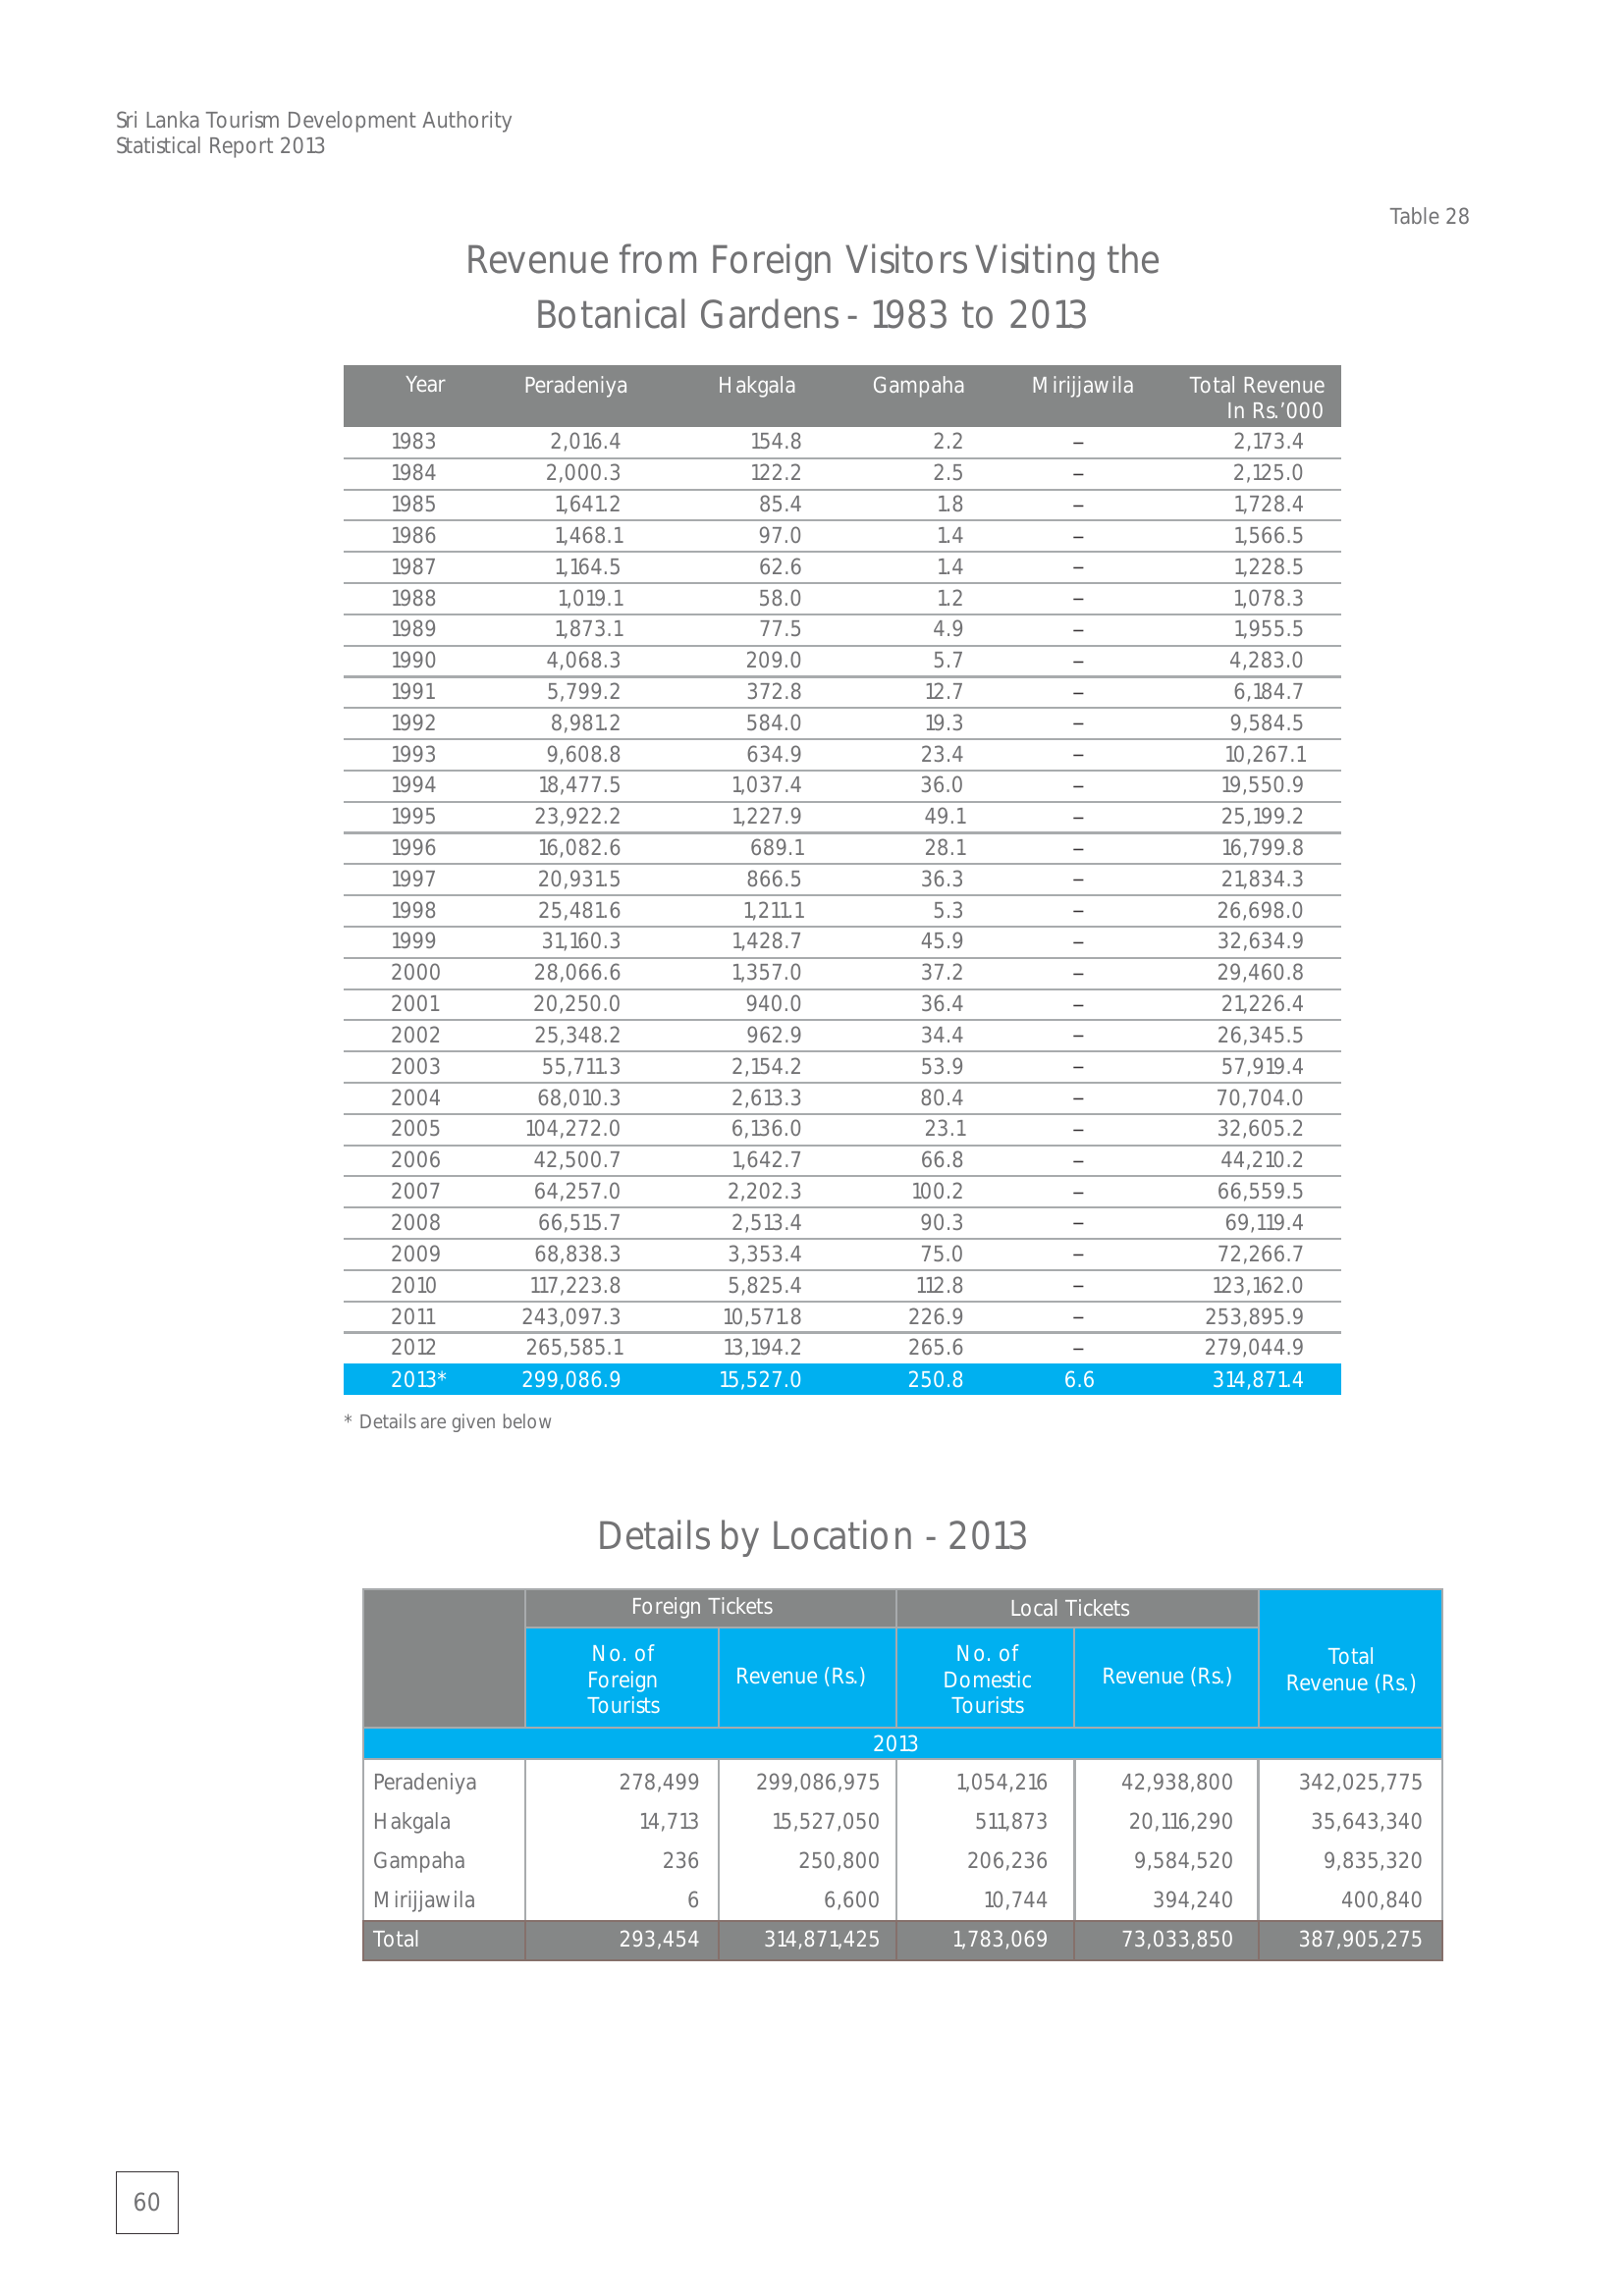 Sri Lanka Tourism Development Authority
Statistical Report 2013
Table 28
Revenue from Foreign Visitors Visiting the
Botanical Gardens - 1983 to 2013
Year Peradeniya Hakgala Gampaha Mirijjawila Total Revenue
In Rs.'000
1983 2,016.4 154.8 2.2 – 2,173.4
1984 2,000.3 122.2 2.5 – 2,125.0
1985 1,641.2 85.4 1.8 – 1,728.4
1986 1,468.1 97.0 1.4 – 1,566.5
1987 1,164.5 62.6 1.4 – 1,228.5
1988 1,019.1 58.0 1.2 – 1,078.3
1989 1,873.1 77.5 4.9 – 1,955.5
1990 4,068.3 209.0 5.7 – 4,283.0
1991 5,799.2 372.8 12.7 – 6,184.7
1992 8,981.2 584.0 19.3 – 9,584.5
1993 9,608.8 634.9 23.4 – 10,267.1
1994 18,477.5 1,037.4 36.0 – 19,550.9
1995 23,922.2 1,227.9 49.1 – 25,199.2
1996 16,082.6 689.1 28.1 – 16,799.8
1997 20,931.5 866.5 36.3 – 21,834.3
1998 25,481.6 1,211.1 5.3 – 26,698.0
1999 31,160.3 1,428.7 45.9 – 32,634.9
2000 28,066.6 1,357.0 37.2 – 29,460.8
2001 20,250.0 940.0 36.4 – 21,226.4
2002 25,348.2 962.9 34.4 – 26,345.5
2003 55,711.3 2,154.2 53.9 – 57,919.4
2004 68,010.3 2,613.3 80.4 – 70,704.0
2005 104,272.0 6,136.0 23.1 – 32,605.2
2006 42,500.7 1,642.7 66.8 – 44,210.2
2007 64,257.0 2,202.3 100.2 – 66,559.5
2008 66,515.7 2,513.4 90.3 – 69,119.4
2009 68,838.3 3,353.4 75.0 – 72,266.7
2010 117,223.8 5,825.4 112.8 – 123,162.0
2011 243,097.3 10,571.8 226.9 – 253,895.9
2012 265,585.1 13,194.2 265.6 – 279,044.9
2013* 299,086.9 15,527.0 250.8 6.6 314,871.4
* Details are given below
Details by Location - 2013
Foreign Tickets Local Tickets
No. of
Foreign
Tourists
Revenue (Rs.)
No. of
Domestic
Tourists
Revenue (Rs.)
Total
Revenue (Rs.)
2013
Peradeniya 278,499 299,086,975 1,054,216 42,938,800 342,025,775
Hakgala 14,713 15,527,050 511,873 20,116,290 35,643,340
Gampaha 236 250,800 206,236 9,584,520 9,835,320
Mirijjawila 6 6,600 10,744 394,240 400,840
Total 293,454 314,871,425 1,783,069 73,033,850 387,905,275
60